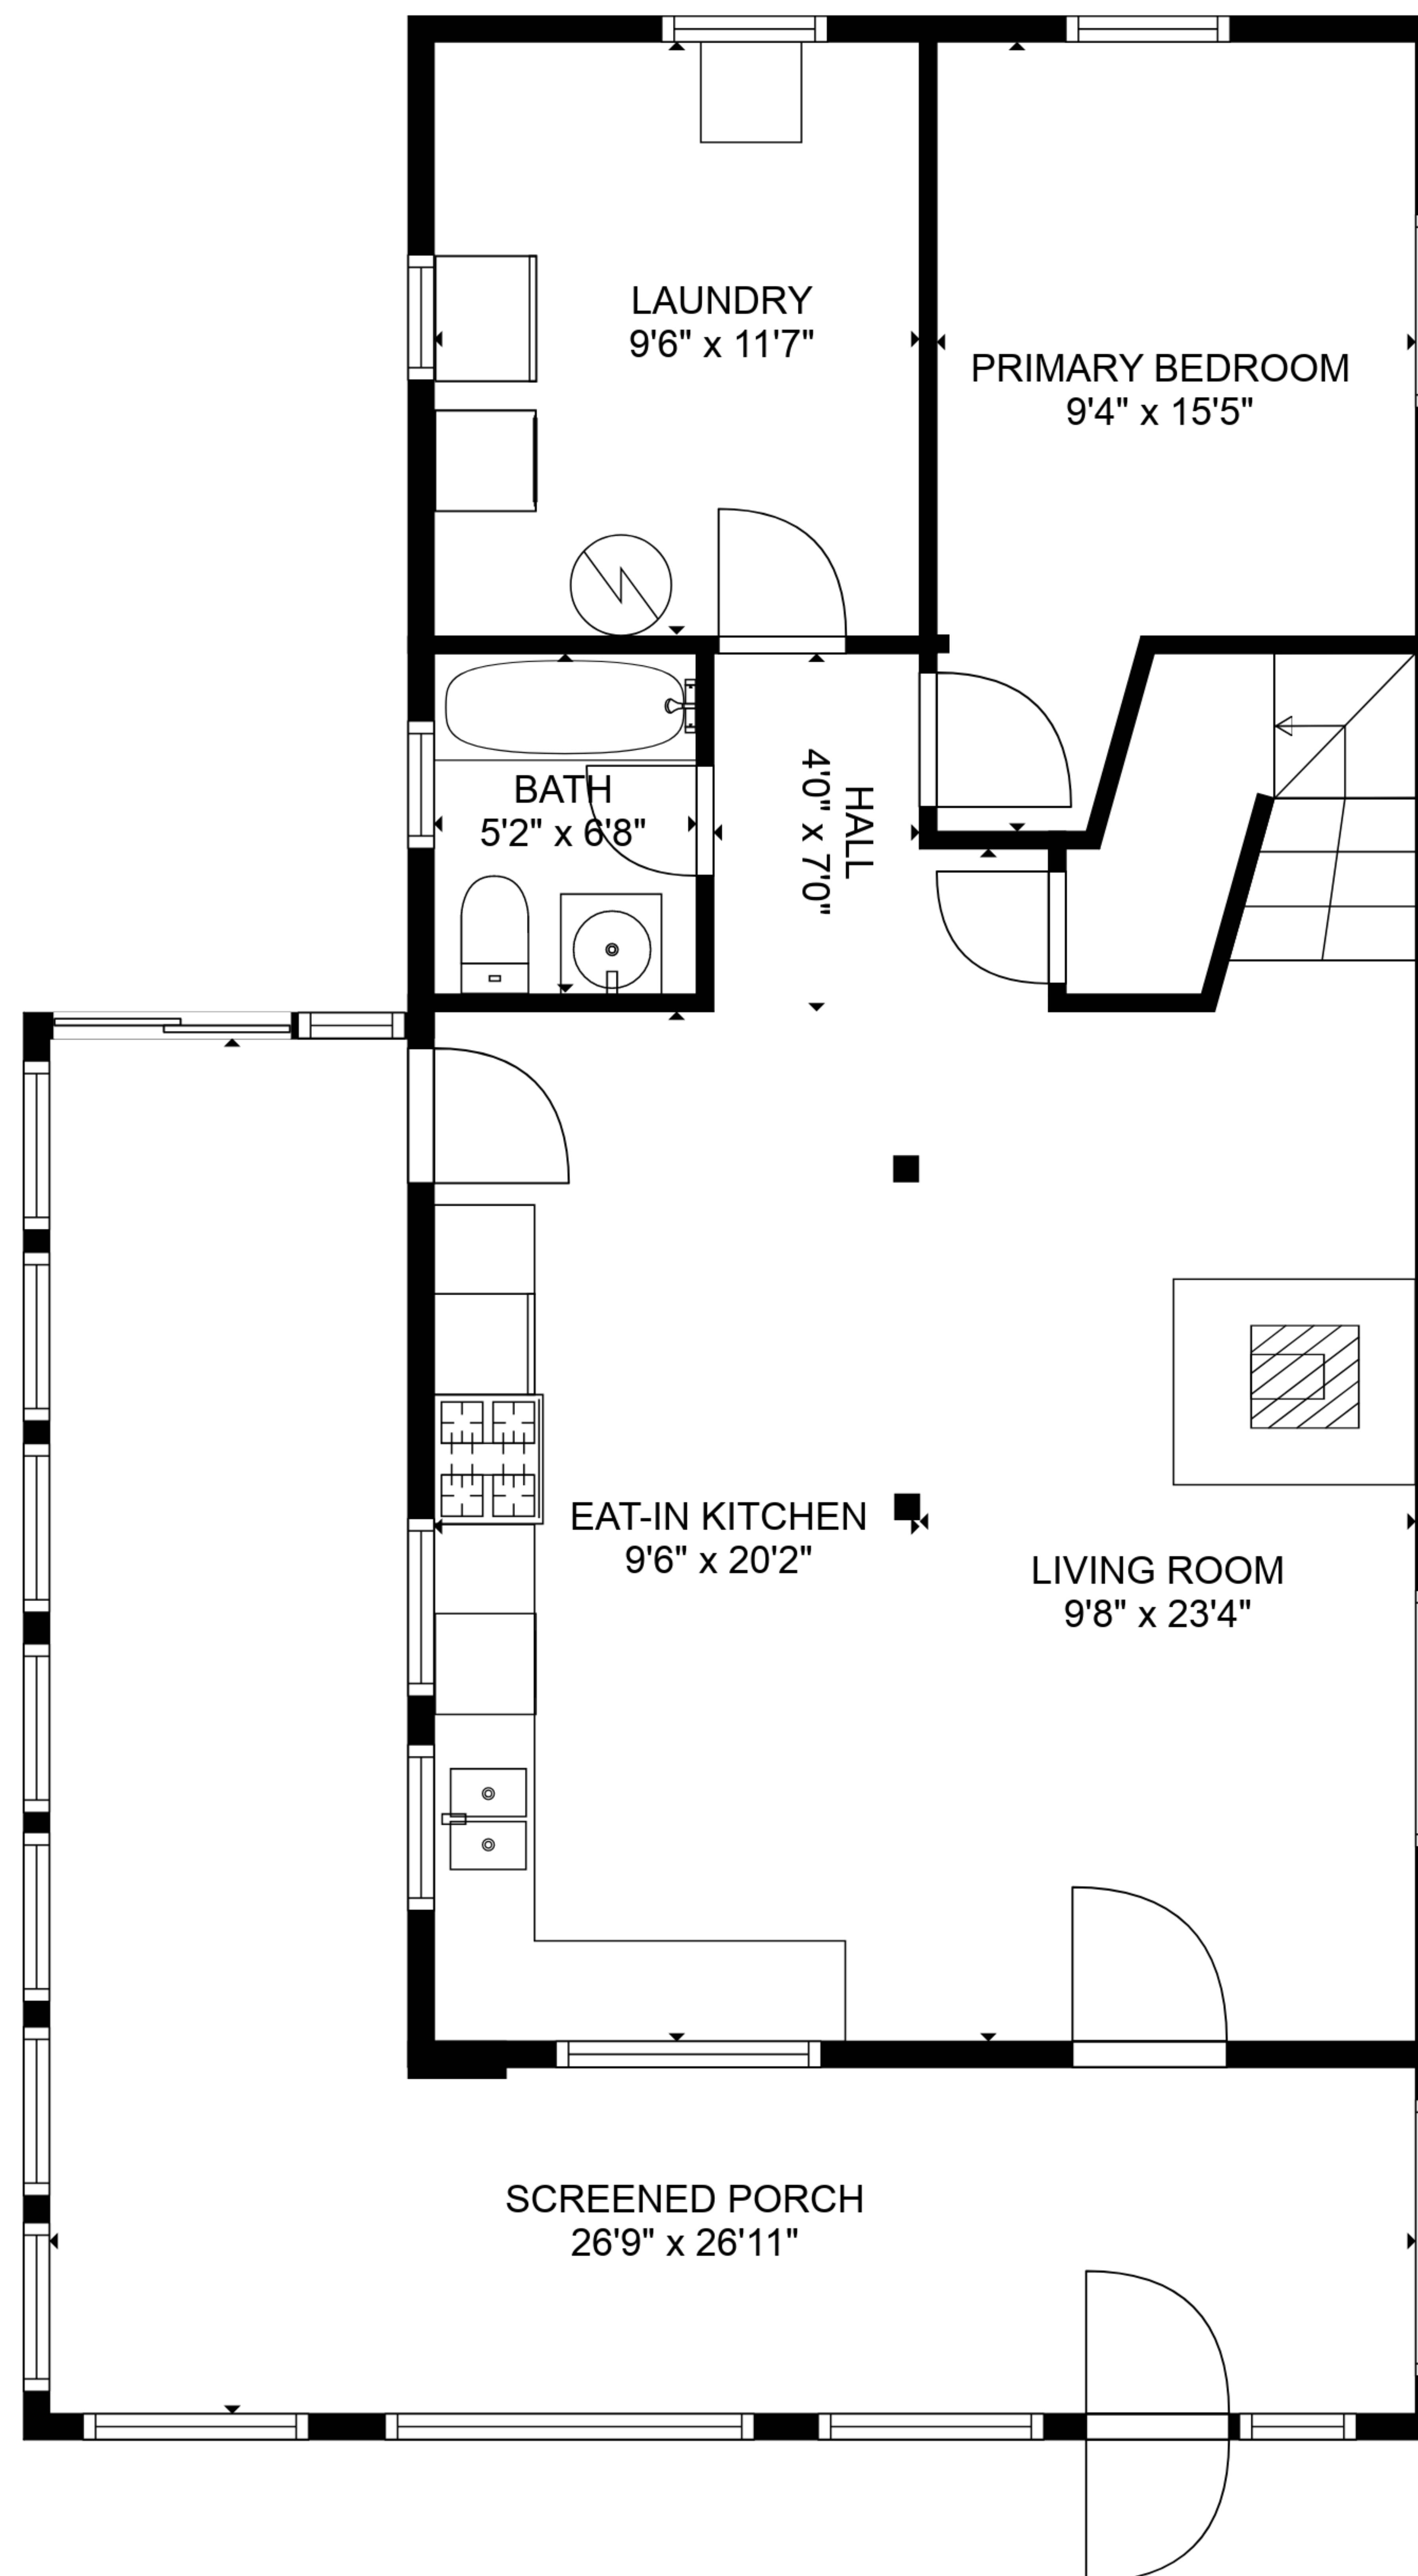 LAUNDRY
9'6" x 11'7"
PRIMARY BEDROOM
9'4" x 15'5"
BATH
5'2" x 6'8"
HALL
4'0" x 7'0"
EAT-IN KITCHEN
9'6" x 20'2"
LIVING ROOM
9'8" x 23'4"
SCREENED PORCH
26'9" x 26'11"